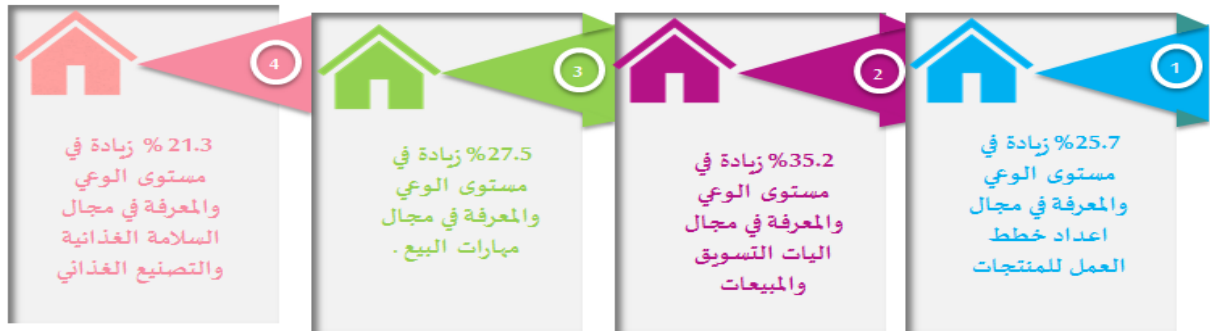 1
%25.7 زيادة في
مستوى الوعي
والمعرفة في مجال
اعداد خطط
العمل للمنتجات
2
%35.2 زيادة في
مستوى الوعي
والمعرفة في مجال
اليات التسويق
والمبيعات
3
%27.5 زيادة في
مستوى الوعي
والمعرفة في مجال
مهارات البيع .
4
21.3 % زيادة في
مستوى الوعي
والمعرفة في مجال
السلامة الغذائية
والتصنيع الغذائي